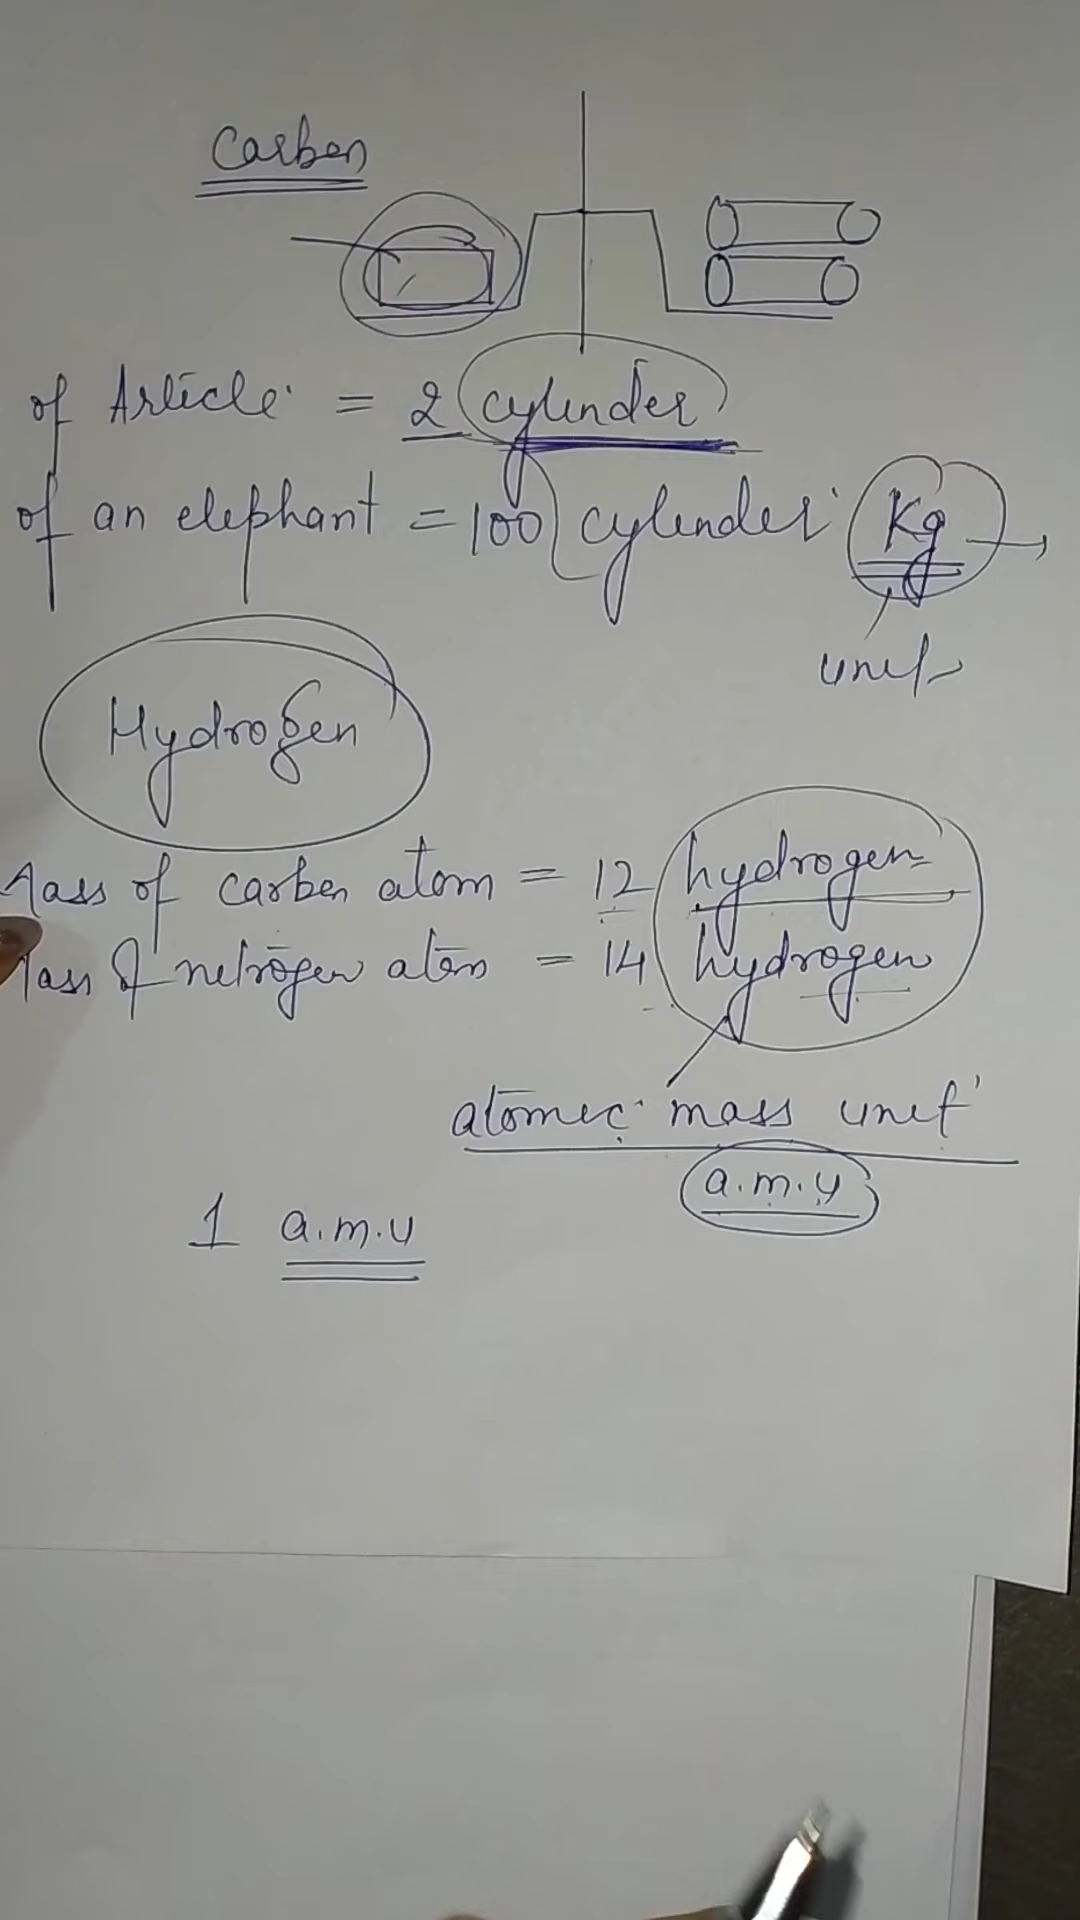 Carbon
of Article = 2 cylinder
of an elephant = 100 cylinder Kg
unit
Hydrogen
Mass of carbon atom = 12 hydrogen
Mass of nitrogen atom = 14 hydrogen
atomic mass unit
a.m.u
1 a.m.u